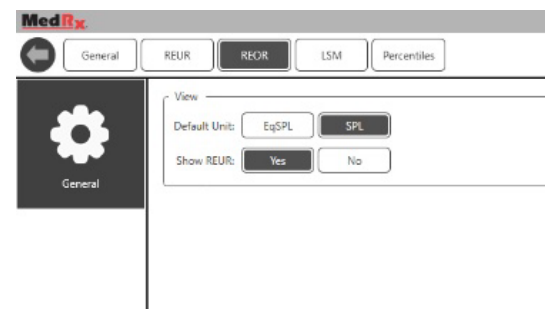 MedRx
General REUR REOR LSM Percentiles
View
Default Unit: EqSPL SPL
Show REUR: Yes No
General